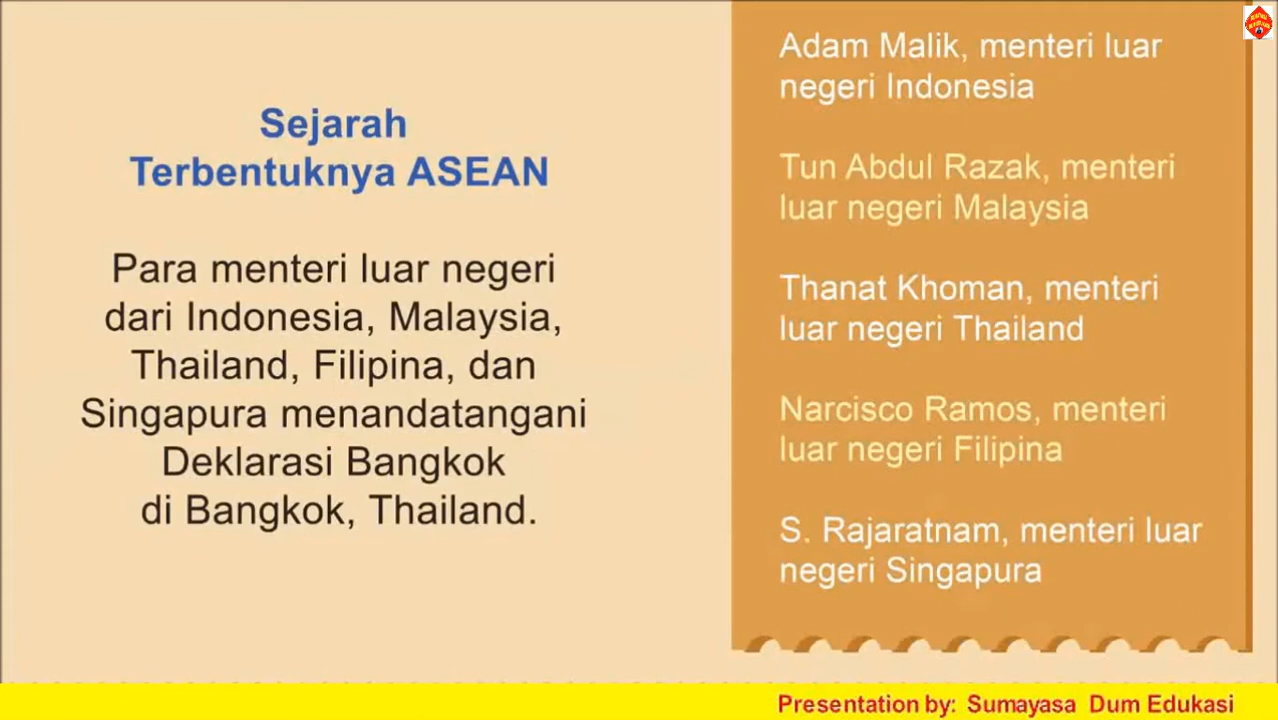 Sejarah
Terbentuknya ASEAN
Para menteri luar negeri
dari Indonesia, Malaysia,
Thailand, Filipina, dan
Singapura menandatangani
Deklarasi Bangkok
di Bangkok, Thailand.
Adam Malik, menteri luar
negeri Indonesia
Tun Abdul Razak, menteri
luar negeri Malaysia
Thanat Khoman, menteri
luar negeri Thailand
Narcisco Ramos, menteri
luar negeri Filipina
S. Rajaratnam, menteri luar
negeri Singapura
Presentation by: Sumayasa Dum Edukasi